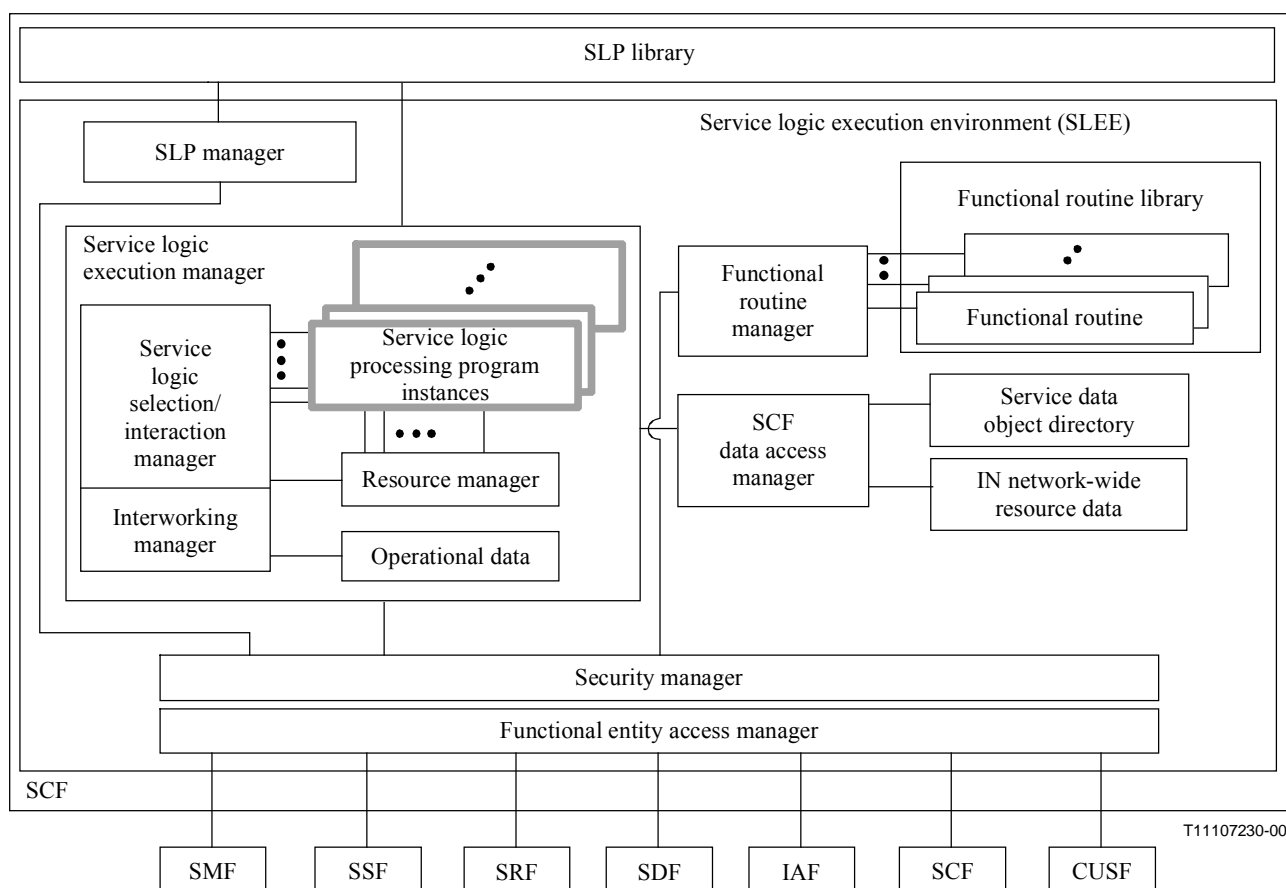 SLP library
Service logic execution environment (SLEE)
SLP manager
Functional routine library
Service logic
execution manager
Functional
routine
manager
Functional routine
Service
logic
selection/
interaction
manager
Service logic
processing program
instances
Service data
object directory
SCF
data access
manager
Resource manager
IN network-wide
resource data
Interworking
manager
Operational data
Security manager
Functional entity access manager
SCF
T11107230-00
SMF
SSF
SRF
SDF
IAF
SCF
CUSF